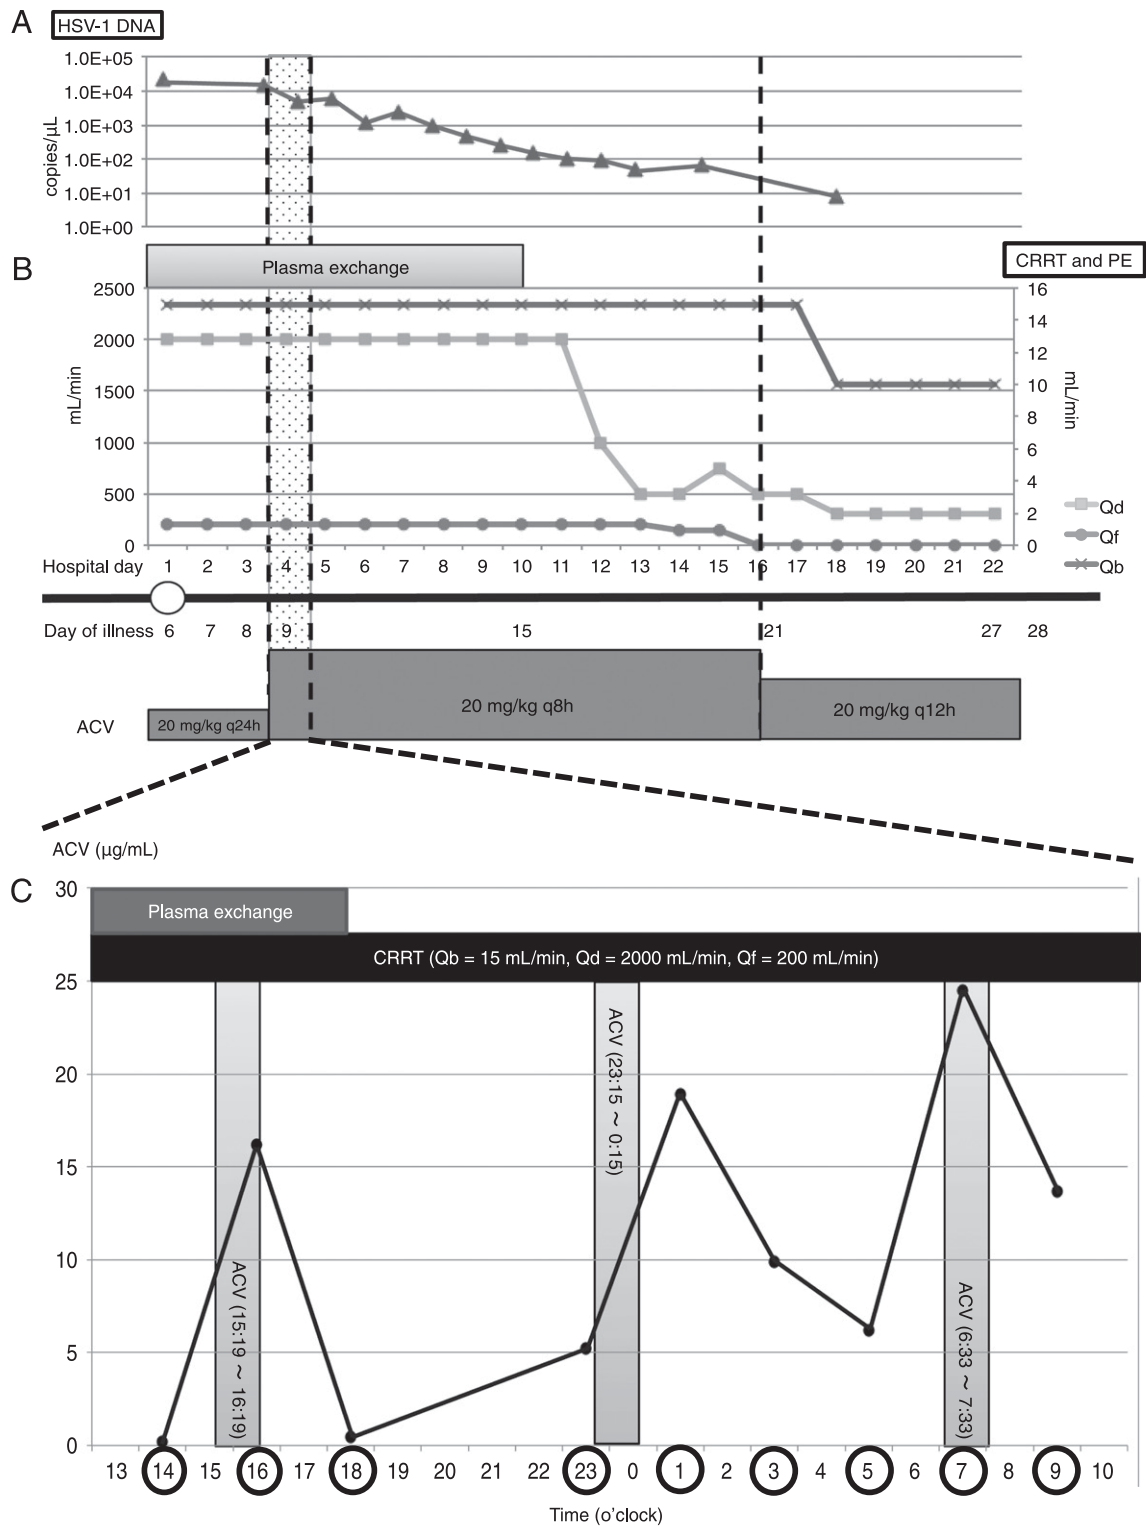 A HSV-1 DNA
1.0E+05
1.0E+04
1.0E+03
1.0E+02
1.0E+01
1.0E+00
copies/µL
B Plasma exchange CRRT and PE
2500 16
14
2000 12
1500 10
8
1000 6
500 4
2
0 0
mL/min
mL/min
Qd
Qf
Qb
Hospital day 1 2 3 4 5 6 7 8 9 10 11 12 13 14 15 16 17 18 19 20 21 22
Day of illness 6 7 8 9 15 21 27 28
ACV 20 mg/kg q24h 20 mg/kg q8h 20 mg/kg q12h
ACV (µg/mL)
C 30
Plasma exchange
CRRT (Qb = 15 mL/min, Qd = 2000 mL/min, Qf = 200 mL/min)
25
20
15
10
5
0
ACV (15:19 ~ 16:19)
ACV (23:15 ~ 0:15)
ACV (6:33 ~ 7:33)
13 14 15 16 17 18 19 20 21 22 23 0 1 2 3 4 5 6 7 8 9 10
Time (o'clock)